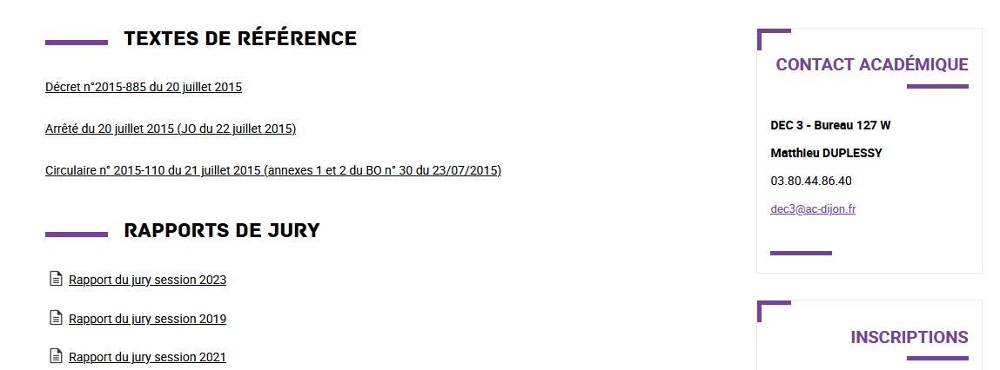 TEXTES DE RÉFÉRENCE
Décret n°2015-885 du 20 juillet 2015
Arrêté du 20 juillet 2015 (JO du 22 juillet 2015)
Circulaire n° 2015-110 du 21 juillet 2015 (annexes 1 et 2 du BO n° 30 du 23/07/2015)
RAPPORTS DE JURY
Rapport du jury session 2023
Rapport du jury session 2019
Rapport du jury session 2021
CONTACT ACADÉMIQUE
DEC 3 - Bureau 127 W
Matthieu DUPLESSY
03.80.44.86.40
dec3@ac-dijon.fr
INSCRIPTIONS